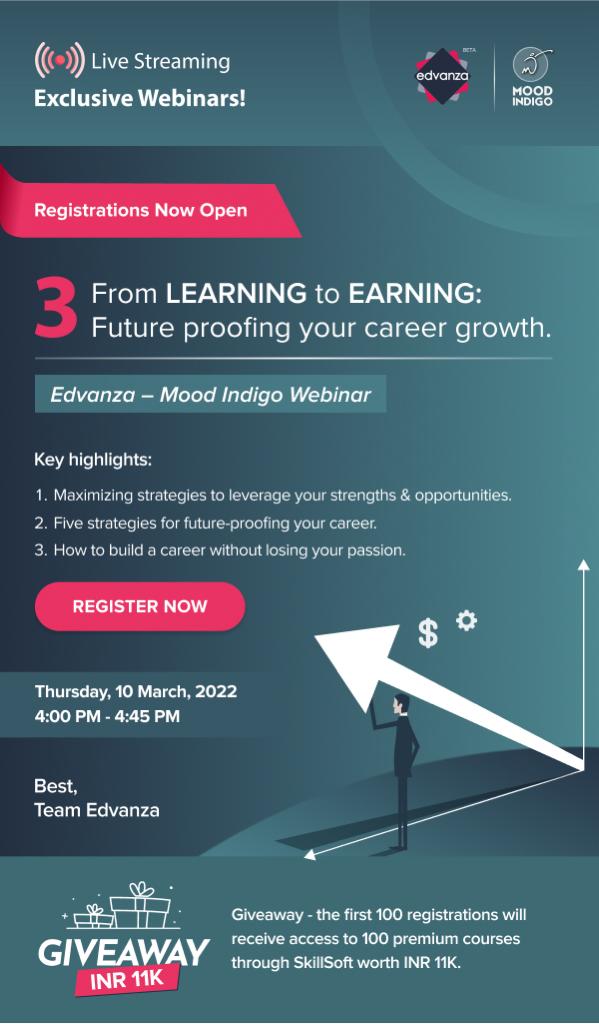 Live Streaming
Exclusive Webinars!
BETA
edvanza
MOOD
INDIGO
Registrations Now Open
3 From LEARNING to EARNING:
Future proofing your career growth.
Edvanza – Mood Indigo Webinar
Key highlights:
1. Maximizing strategies to leverage your strengths & opportunities.
2. Five strategies for future-proofing your career.
3. How to build a career without losing your passion.
REGISTER NOW
$
Thursday, 10 March, 2022
4:00 PM - 4:45 PM
Best,
Team Edvanza
GIVEAWAY
INR 11K
Giveaway - the first 100 registrations will
receive access to 100 premium courses
through SkillSoft worth INR 11K.